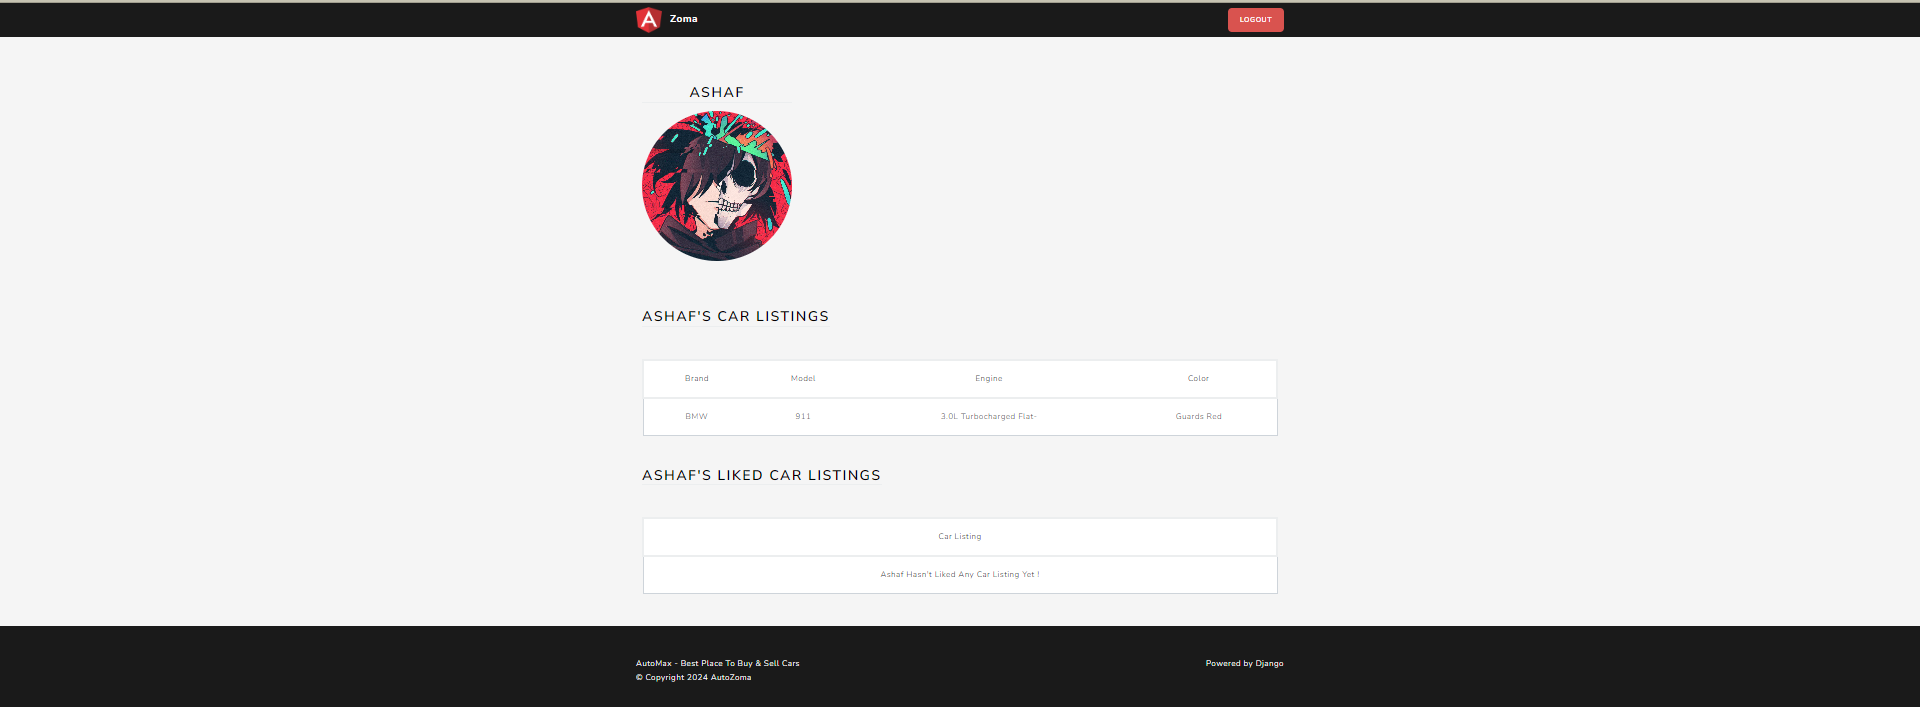 Zoma
LOGOUT
ASHAF
ASHAF'S CAR LISTINGS
Brand Model Engine Color
BMW 911 3.0L Turbocharged Flat- Guards Red
ASHAF'S LIKED CAR LISTINGS
Car Listing
Ashaf Hasn't Liked Any Car Listing Yet !
AutoMax - Best Place To Buy & Sell Cars
Powered by Django
© Copyright 2024 AutoZoma